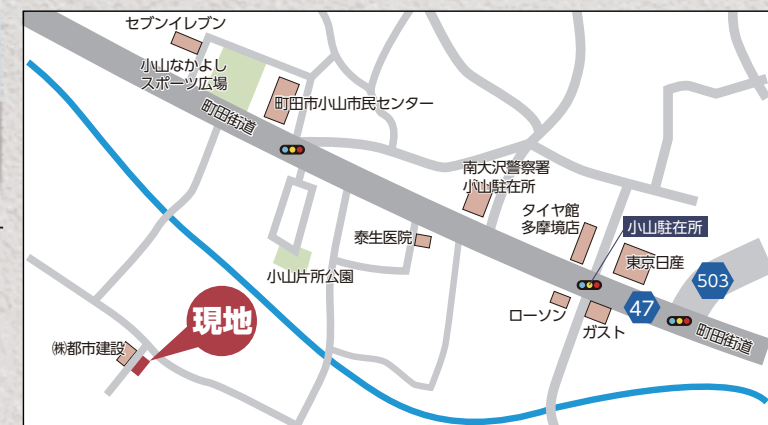 セブンイレブン
小山なかよし
スポーツ広場
町田市小山市民センター
町田街道
南大沢警察署
小山駐在所
タイヤ館
多摩境店
小山駐在所
泰生医院
東京日産
小山片所公園
503
47
ローソン
ガスト
町田街道
現地
㈱都市建設